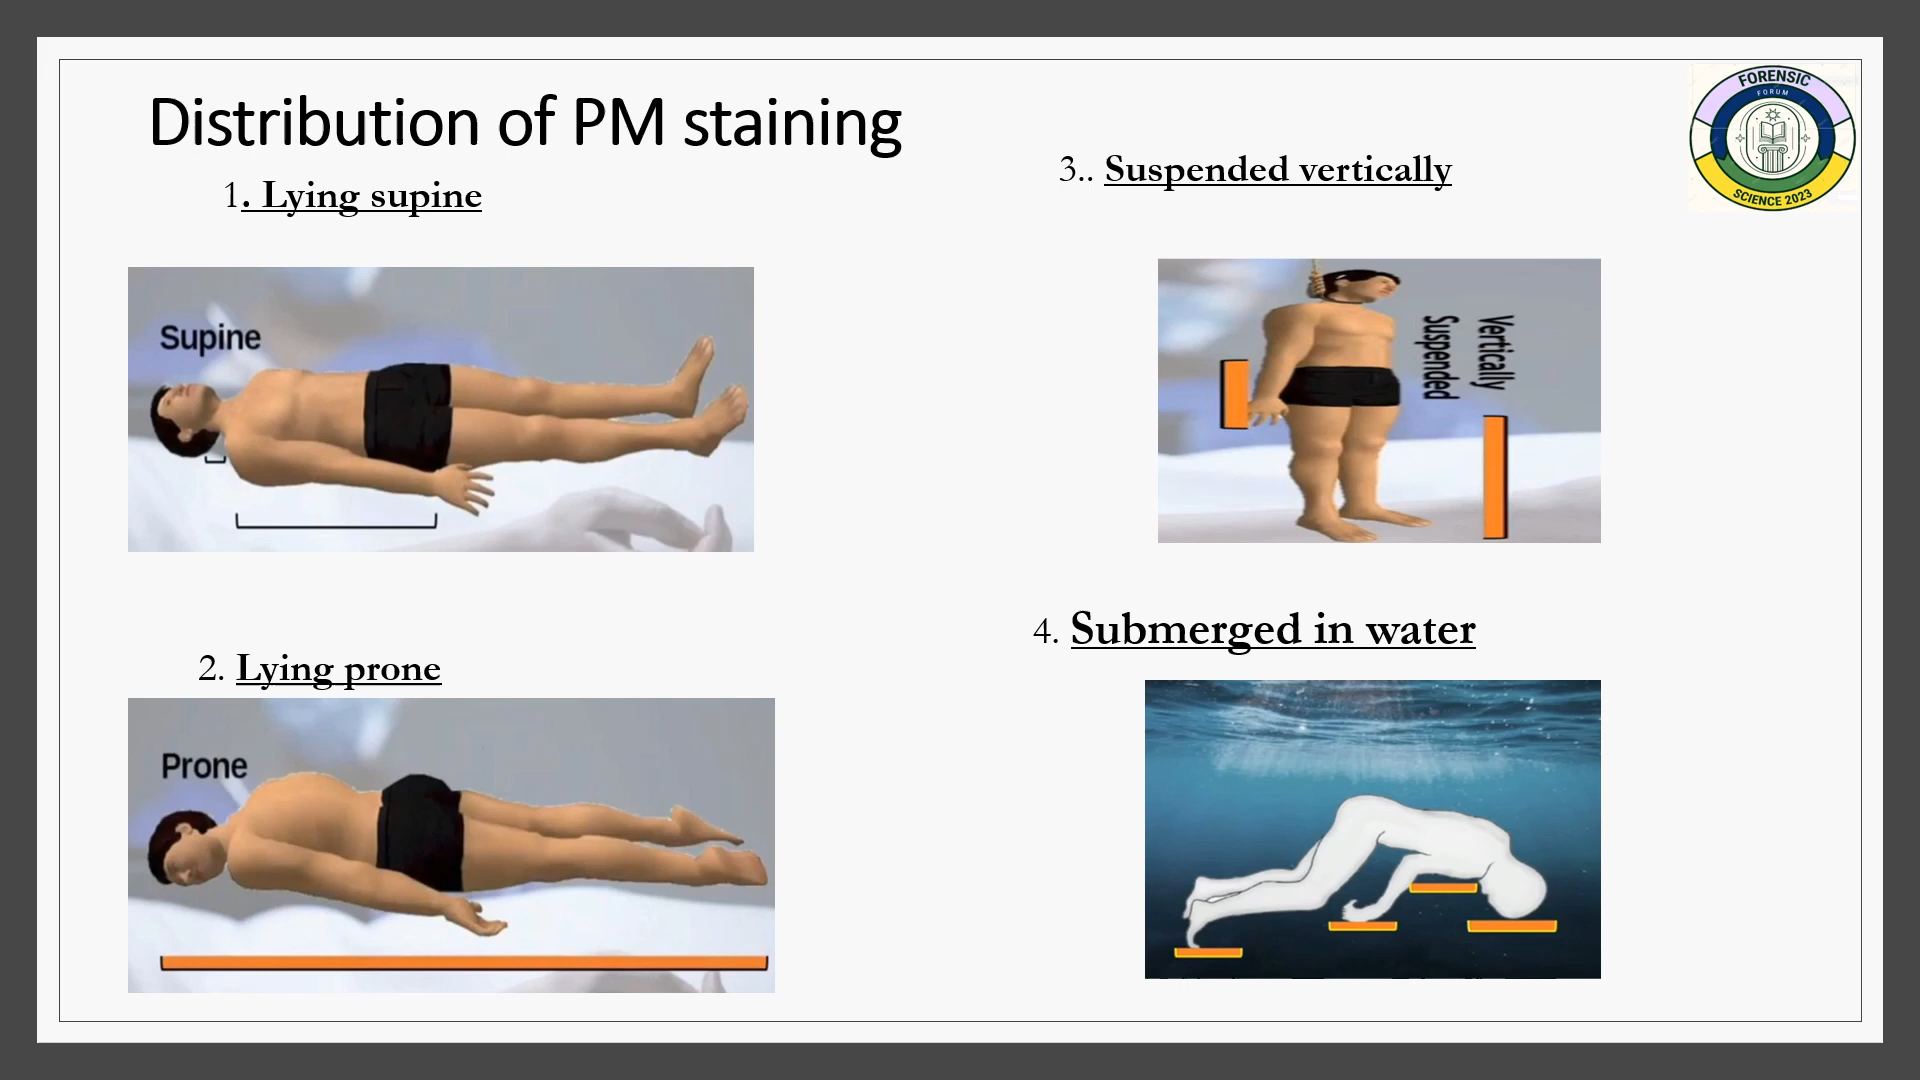 Distribution of PM staining
1. Lying supine
Supine
2. Lying prone
Prone
3.. Suspended vertically
Vertically
Suspended
4. Submerged in water
FORENSIC
FORUM
SCIENCE 2023